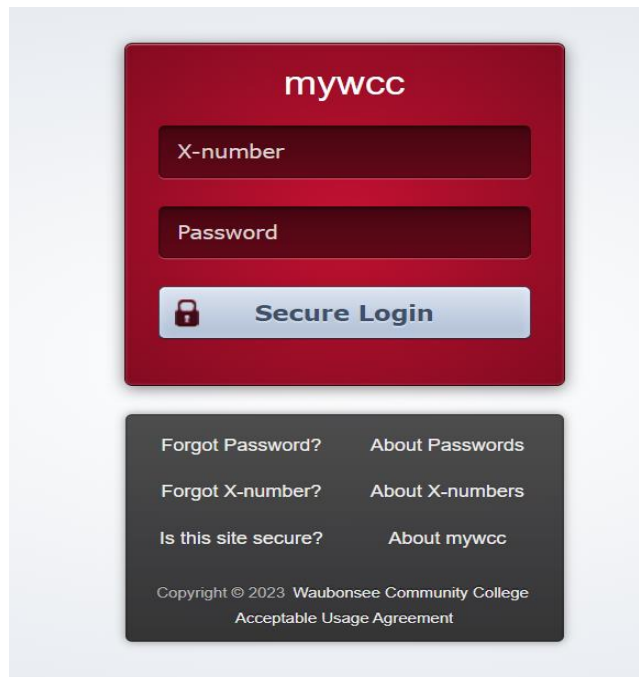 mywcc
X-number
Password
Secure Login
Forgot Password? About Passwords
Forgot X-number? About X-numbers
Is this site secure? About mywcc
Copyright © 2023 Waubonsee Community College
Acceptable Usage Agreement